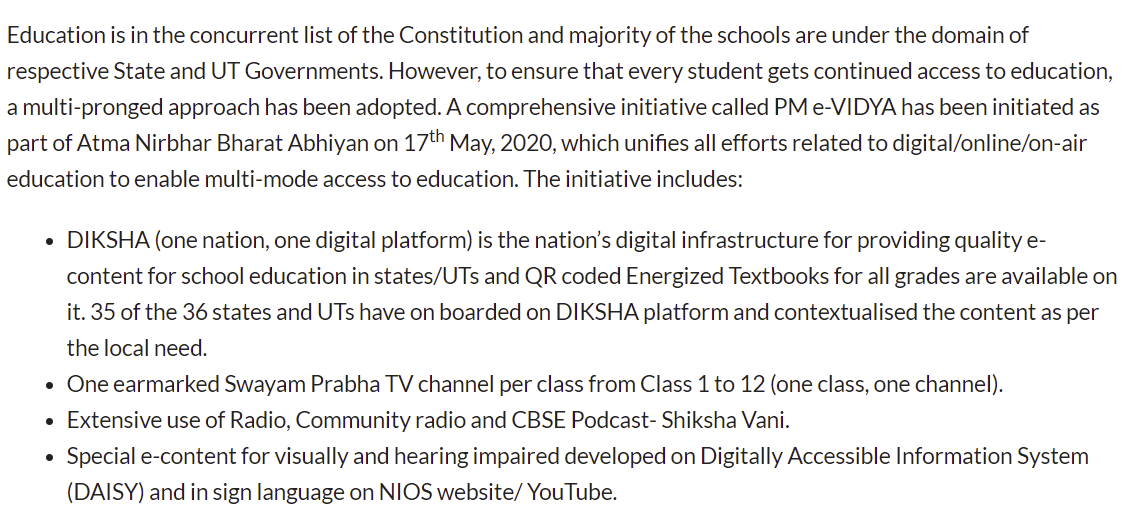 Education is in the concurrent list of the Constitution and majority of the schools are under the domain of
respective State and UT Governments. However, to ensure that every student gets continued access to education,
a multi-pronged approach has been adopted. A comprehensive initiative called PM e-VIDYA has been initiated as
part of Atma Nirbhar Bharat Abhiyan on 17th May, 2020, which unifies all efforts related to digital/online/on-air
education to enable multi-mode access to education. The initiative includes:
• DIKSHA (one nation, one digital platform) is the nation’s digital infrastructure for providing quality e-
content for school education in states/UTs and QR coded Energized Textbooks for all grades are available on
it. 35 of the 36 states and UTs have on boarded on DIKSHA platform and contextualised the content as per
the local need.
• One earmarked Swayam Prabha TV channel per class from Class 1 to 12 (one class, one channel).
• Extensive use of Radio, Community radio and CBSE Podcast- Shiksha Vani.
• Special e-content for visually and hearing impaired developed on Digitally Accessible Information System
(DAISY) and in sign language on NIOS website/ YouTube.